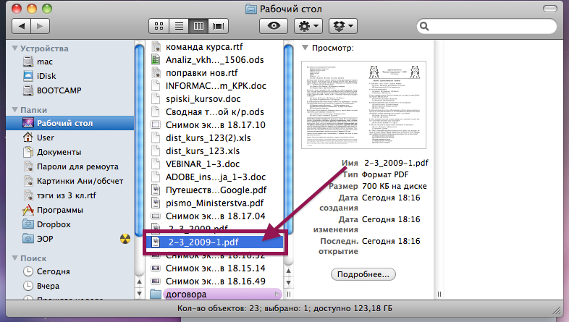 Рабочий стол
Устройства
mac
iDisk
BOOTCAMP
Папки
Рабочий стол
User
Документы
Пароли для ремоута
Картинки Ани/обсчет
тэги из 3 кл.rtf
Программы
Dropbox
ЭОР
Поиск
Сегодня
Вчера
команда курса.rtf
Analiz_vkh..._1506.ods
поправки нов.rtf
INFORMAC..._КРК.doc
spiski_kursov.doc
Сводная т...ой к/р.ods
Снимок эк...в 18.17.10
dist_kurs_123(2).xls
dist_kurs_123.xls
VEBINAR_1-3.doc
ADOBE_ins...ja_1-3.doc
Путешеств...Google.pdf
pismo_Ministerstva.pdf
Снимок эк...в 18.17.04
2-3_2009.pdf
2-3_2009-1.pdf
Снимок эк...в 18.16.52
Снимок эк...в 18.15.14
Снимок эк...в 18.16.49
договора
Просмотр:
Имя 2-3_2009-1.pdf
Тип Формат PDF
Размер 700 КБ на диске
Дата создания Сегодня 18:16
Дата изменения Сегодня 18:16
Последн. открытие Сегодня 18:16
Подробнее...
Кол-во объектов: 23; выбрано: 1; доступно 123,18 ГБ